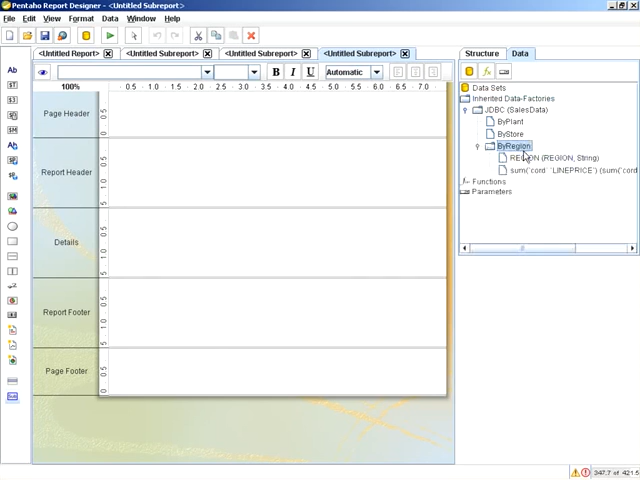 Pentaho Report Designer - <Untitled Subreport>
File Edit View Format Data Window Help
<Untitled Report> <Untitled Subreport> <Untitled Subreport> <Untitled Subreport>
B I U Automatic
100% 0.5 1.0 1.5 2.0 2.5 3.0 3.5 4.0 4.5 5.0 5.5 6.0 6.5 7.0
Page Header
Report Header
Details
Report Footer
Page Footer
Structure Data
Data Sets
Inherited Data-Factories
JDBC (SalesData)
ByPlant
ByStore
ByRegion
(REGION, String)
sum(`cord` `LINEPRICE`) (sum(`cord
Functions
Parameters
347.7 of 421.5